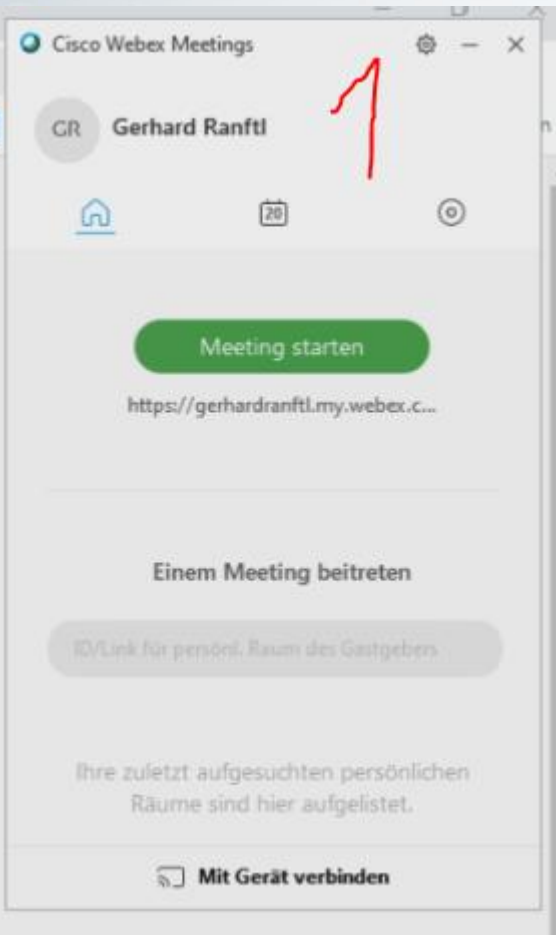 Cisco Webex Meetings
1
GR Gerhard Ranftl
20
Meeting starten
https://gerhardranftl.my.webex.c...
Einem Meeting beitreten
ID/Link für persönl. Raum des Gastgebers
Ihre zuletzt aufgesuchten persönlichen
Räume sind hier aufgelistet.
Mit Gerät verbinden